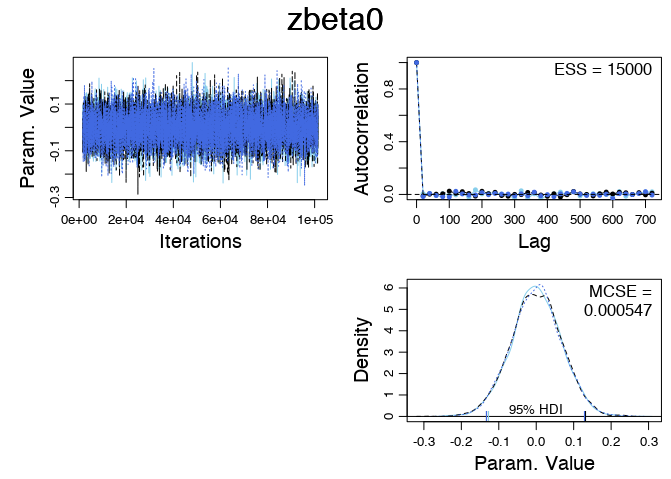 zbeta0
Param. Value
-0.3 -0.1 0.1
0e+00 2e+04 4e+04 6e+04 8e+04 1e+05
Iterations
ESS = 15000
Autocorrelation
0.0 0.4 0.8
0 100 200 300 400 500 600 700
Lag
MCSE =
0.000547
Density
0 1 2 3 4 5 6
95% HDI
-0.3 -0.2 -0.1 0.0 0.1 0.2 0.3
Param. Value